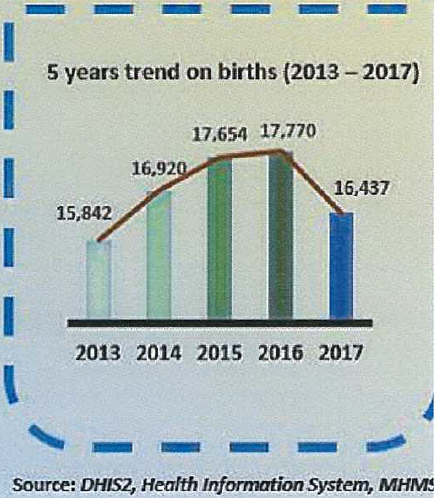 5 years trend on births (2013 – 2017)
17,654 17,770
16,920
16,437
15,842
2013 2014 2015 2016 2017
Source: DHIS2, Health Information System, MHMS